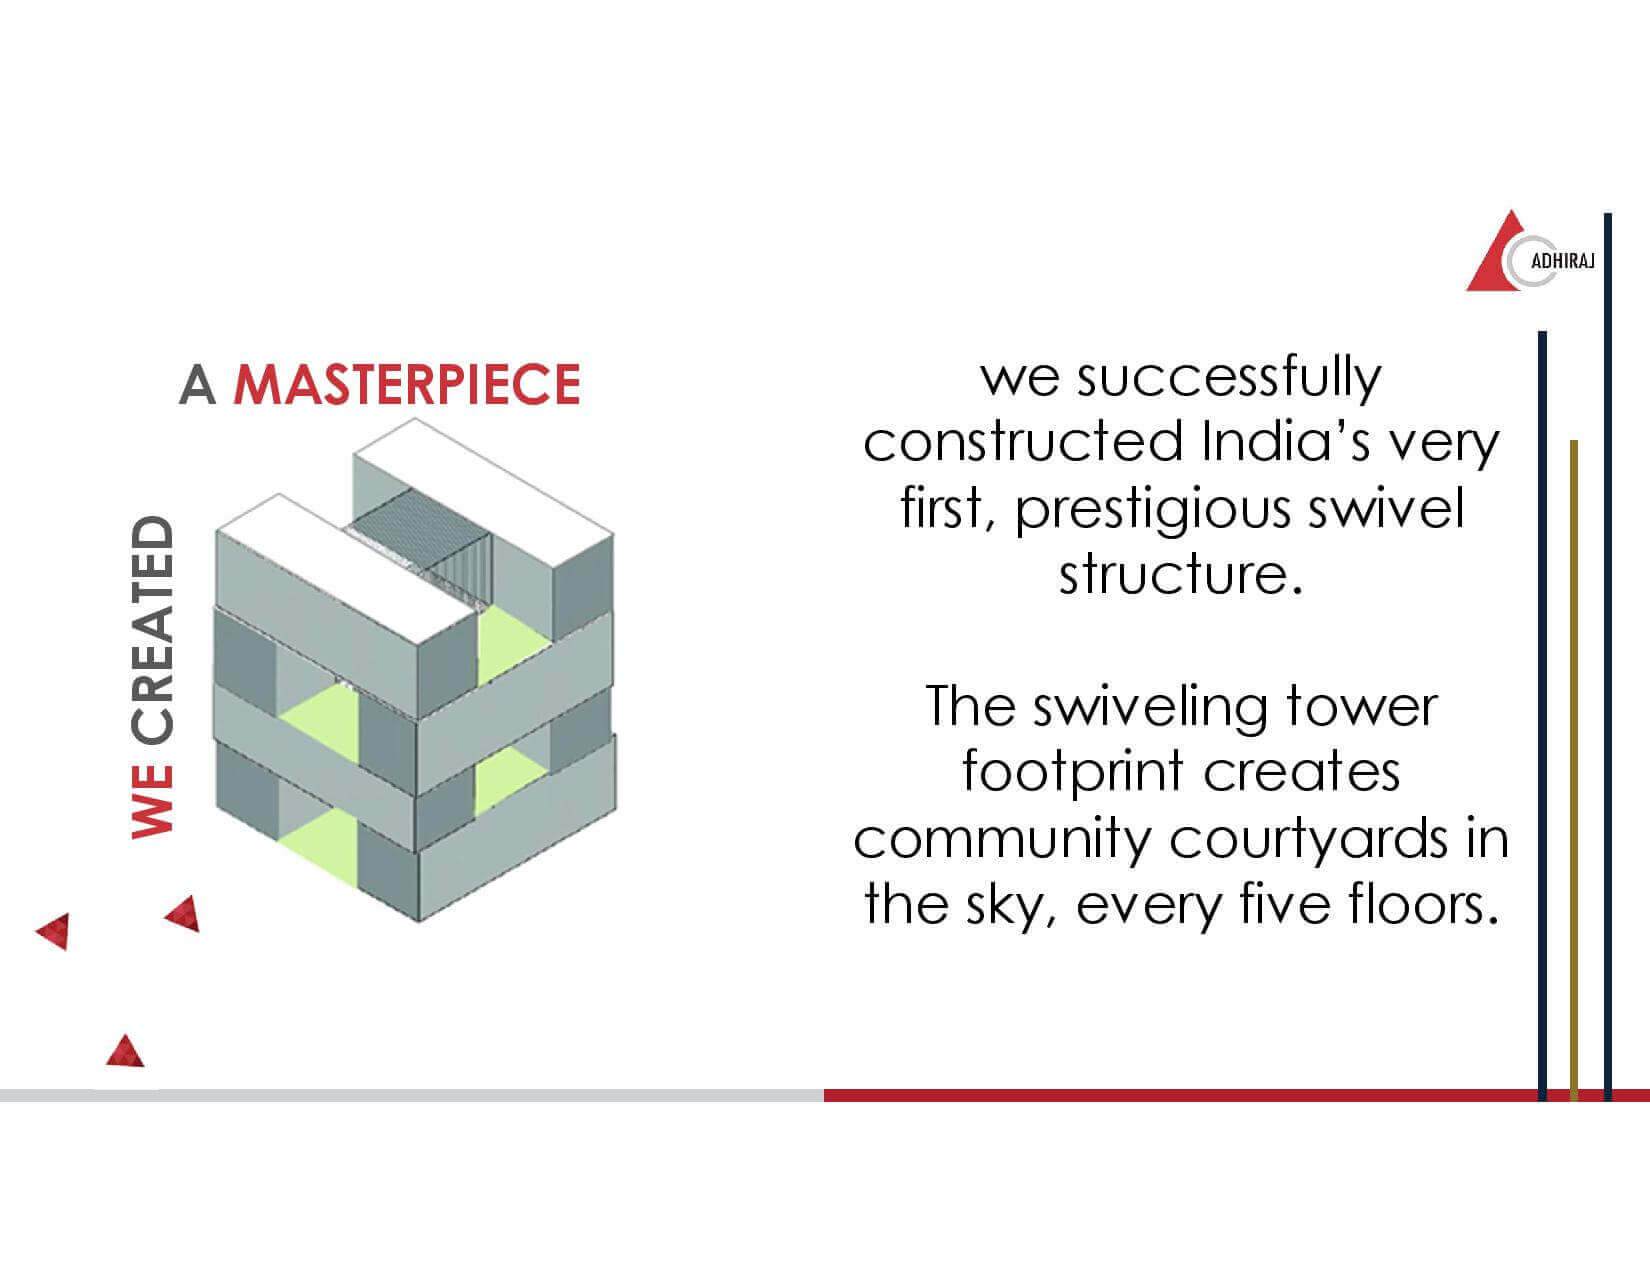 ADHIRAJ
WE CREATED
A MASTERPIECE
we successfully
constructed India’s very
first, prestigious swivel
structure.
The swiveling tower
footprint creates
community courtyards in
the sky, every five floors.